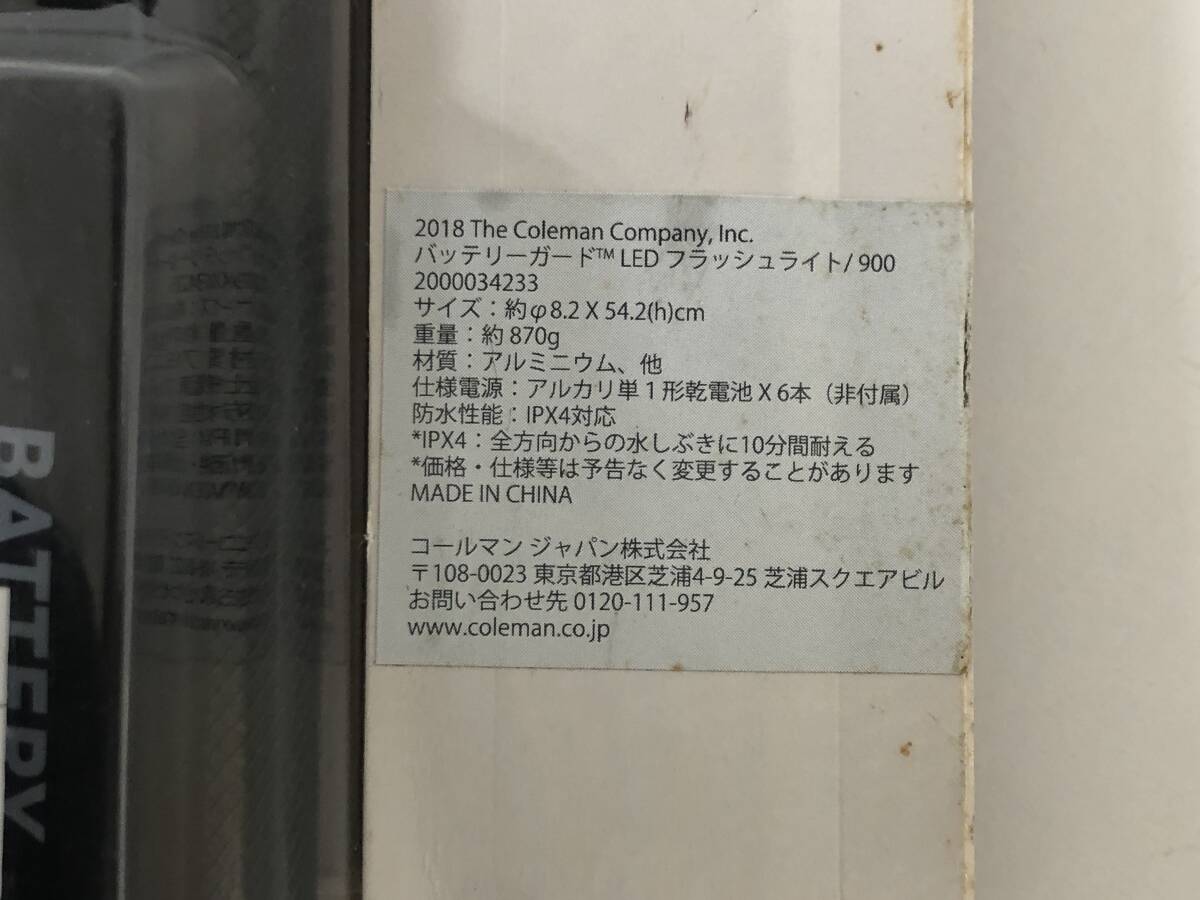 2018 The Coleman Company, Inc.
バッテリーガード™ LED フラッシュライト/ 900
2000034233
サイズ：約φ8.2 X 54.2(h)cm
重量：約 870g
材質：アルミニウム、他
仕様電源：アルカリ単1形乾電池 X 6本（非付属）
防水性能：IPX4対応
*IPX4：全方向からの水しぶきに10分間耐える
*価格・仕様等は予告なく変更することがあります
MADE IN CHINA
コールマン ジャパン株式会社
〒108-0023 東京都港区芝浦4-9-25 芝浦スクエアビル
お問い合わせ先 0120-111-957
www.coleman.co.jp
BATTERY